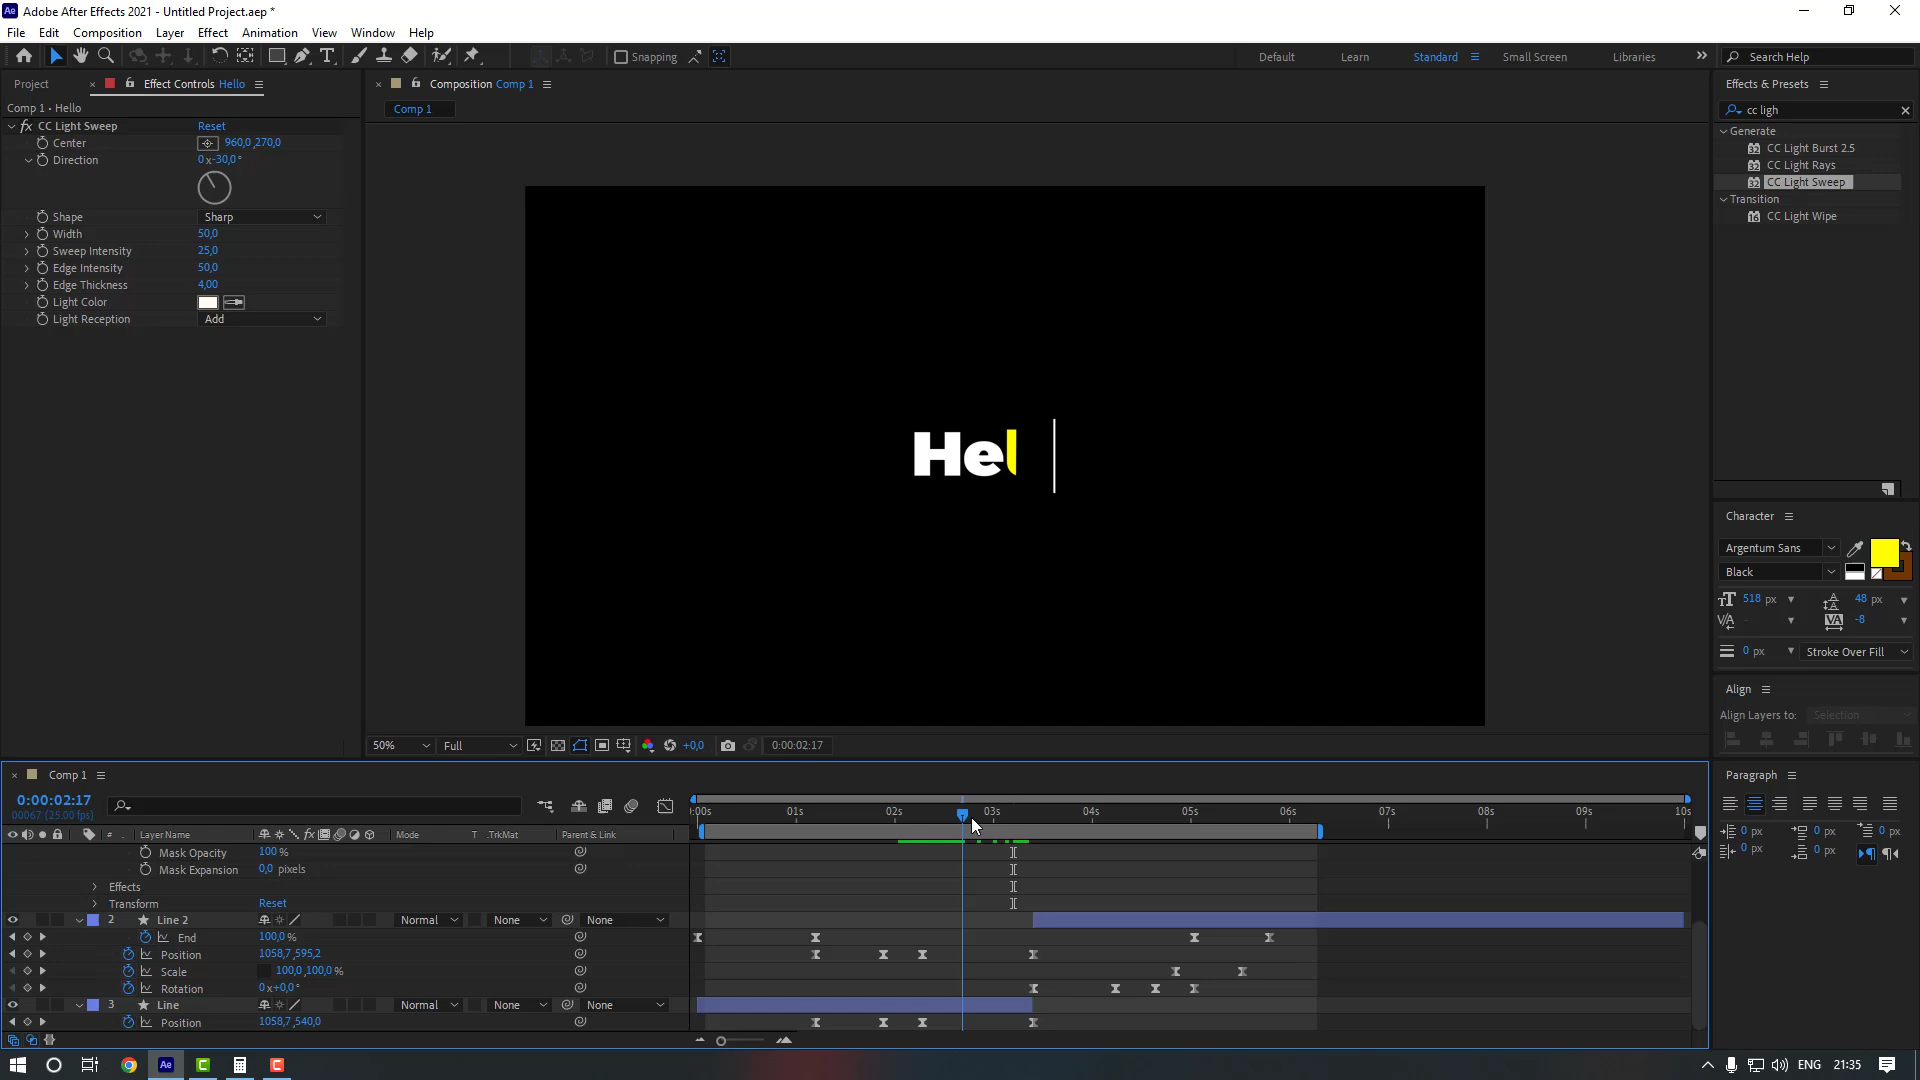 Adobe After Effects 2021 - Untitled Project.aep *
File Edit Composition Layer Effect Animation View Window Help
Snapping
Default Learn Standard Small Screen Libraries
Search Help
Project
Effect Controls Hello
Comp 1 • Hello
CC Light Sweep Reset
Center 960,0 ,270,0
Direction 0 x-30,0 °
Shape Sharp
Width 50,0
Sweep Intensity 25,0
Edge Intensity 50,0
Edge Thickness 4,00
Light Color
Light Reception Add
Composition Comp 1
Comp 1
Hel
50% Full +0,0 0:00:02:17
Effects & Presets
cc ligh
Generate
CC Light Burst 2.5
CC Light Rays
CC Light Sweep
Transition
CC Light Wipe
Character
Argentum Sans
Black
518 px 48 px
-8
0 px Stroke Over Fill
Align
Align Layers to: Selection
Paragraph
0 px 0 px 0 px
0 px 0 px
Comp 1
0:00:02:17
00067 (25.00 fps)
:00s 01s 02s 03s 04s 05s 06s 07s 08s 09s 10s
# Layer Name Mode T .TrkMat Parent & Link
Mask Opacity 100 %
Mask Expansion 0,0 pixels
Effects
Transform Reset
2 Line 2 Normal None None
End 100,0 %
Position 1058,7 ,595,2
Scale 100,0 ,100,0 %
Rotation 0 x+0,0 °
3 Line Normal None None
Position 1058,7 ,540,0
ENG 21:35